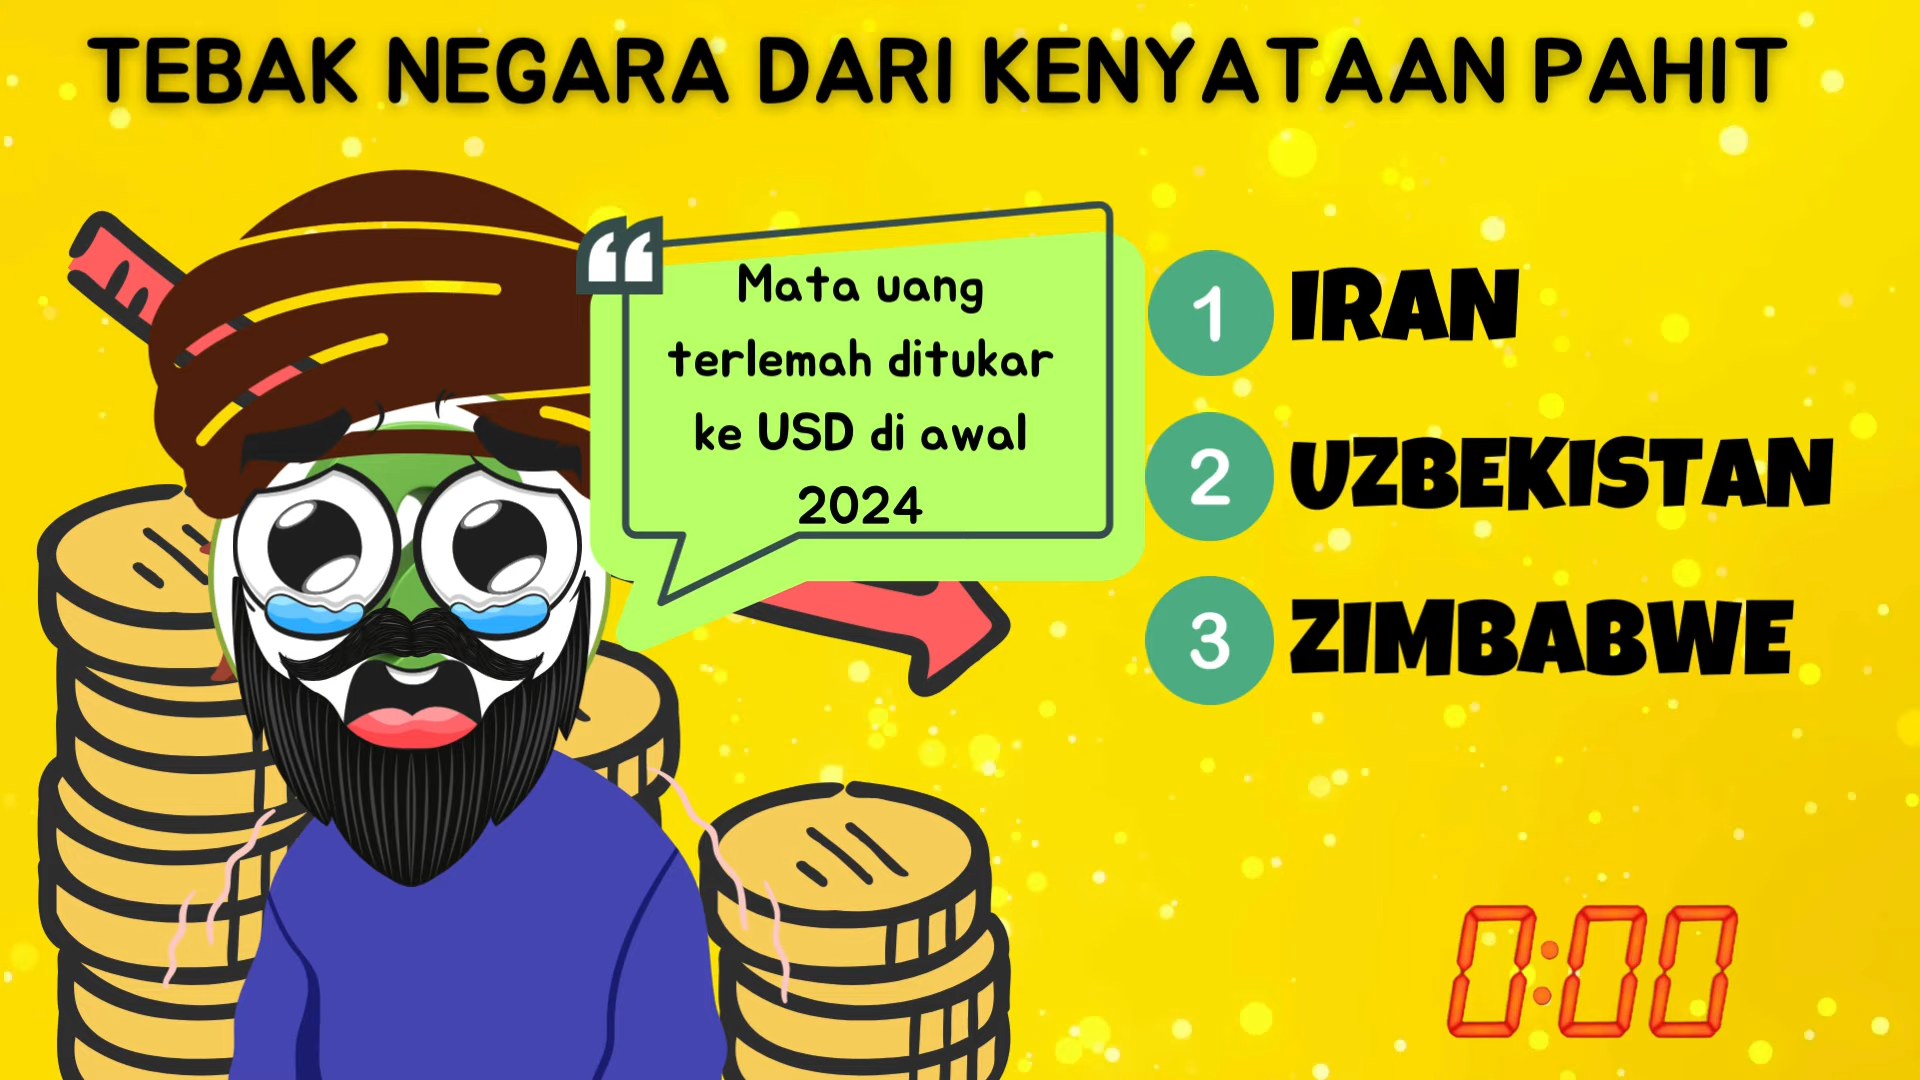 TEBAK NEGARA DARI KENYATAAN PAHIT
Mata uang
terlemah ditukar
ke USD di awal
2024
1 IRAN
2 UZBEKISTAN
3 ZIMBABWE
0:00